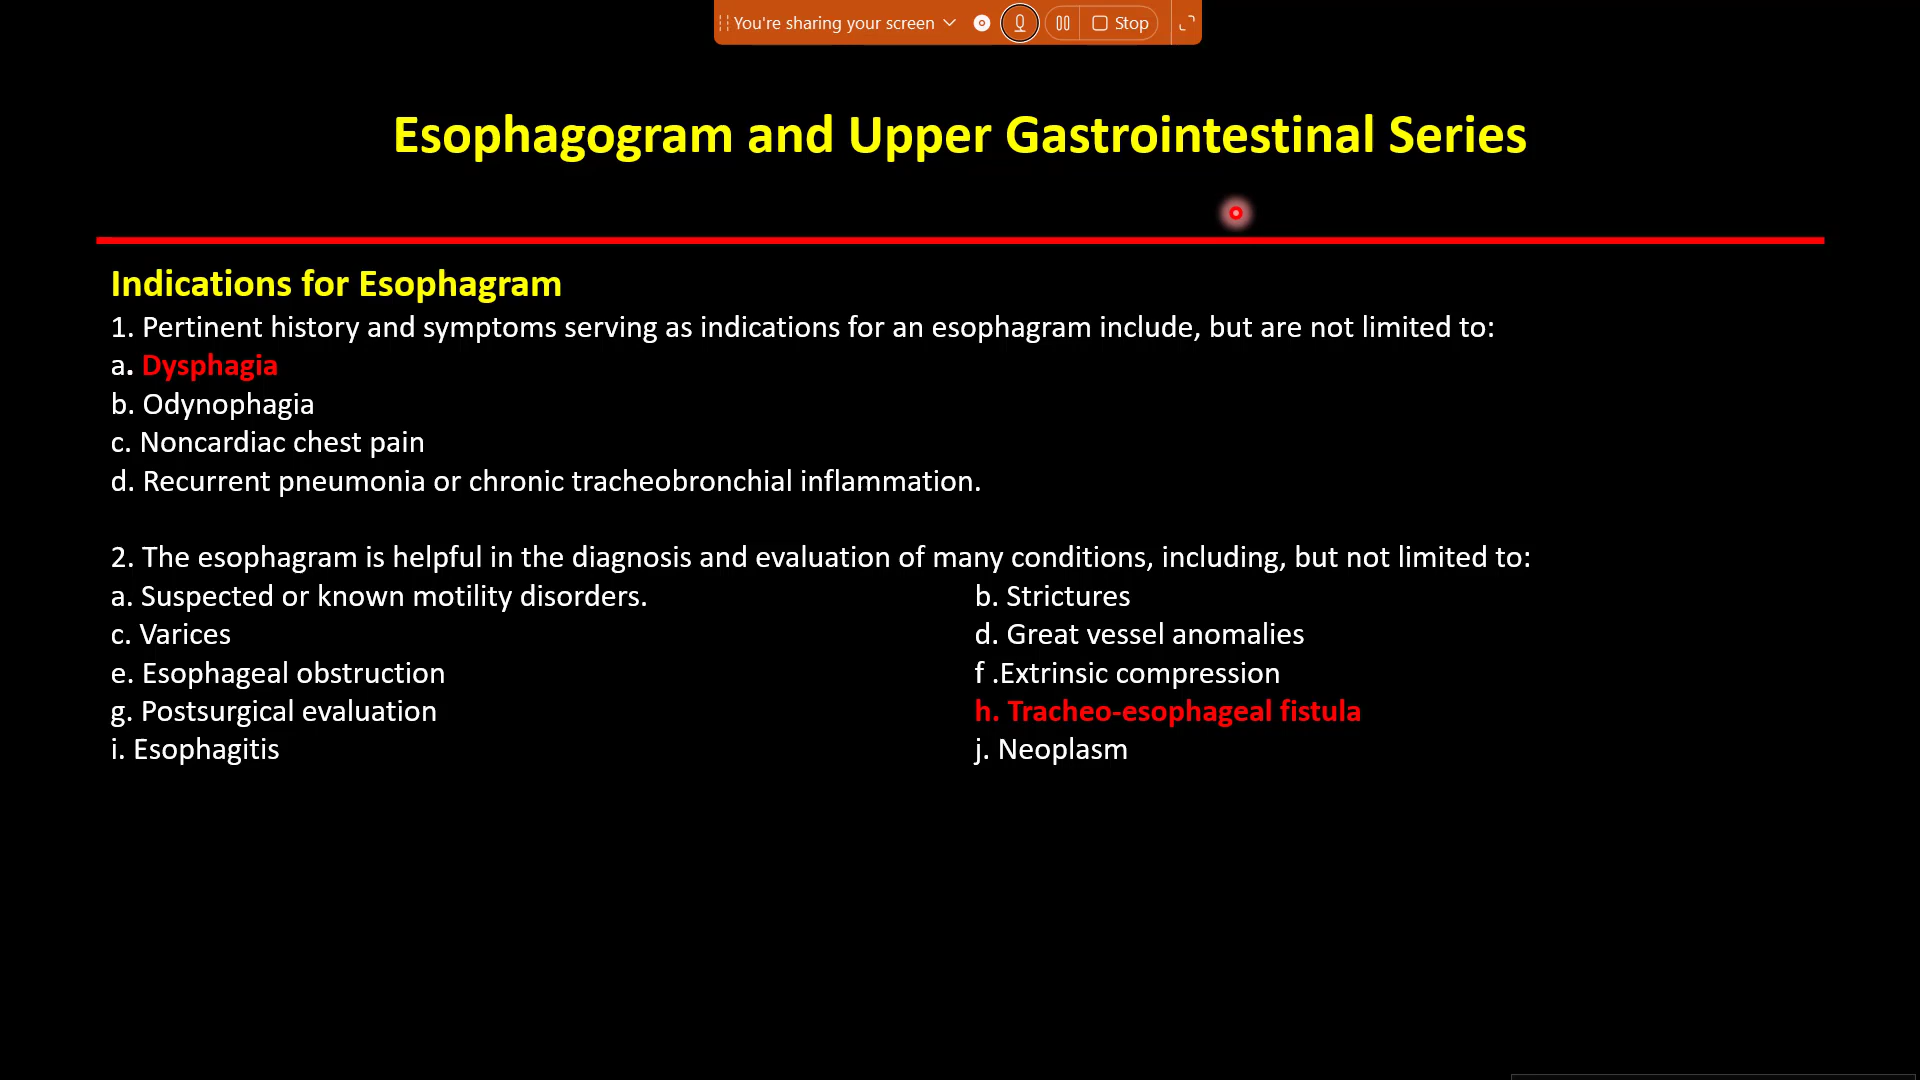 You're sharing your screen Stop
Esophagogram and Upper Gastrointestinal Series
Indications for Esophagram
1. Pertinent history and symptoms serving as indications for an esophagram include, but are not limited to:
a. Dysphagia
b. Odynophagia
c. Noncardiac chest pain
d. Recurrent pneumonia or chronic tracheobronchial inflammation.
2. The esophagram is helpful in the diagnosis and evaluation of many conditions, including, but not limited to:
a. Suspected or known motility disorders. b. Strictures
c. Varices d. Great vessel anomalies
e. Esophageal obstruction f .Extrinsic compression
g. Postsurgical evaluation h. Tracheo-esophageal fistula
i. Esophagitis j. Neoplasm